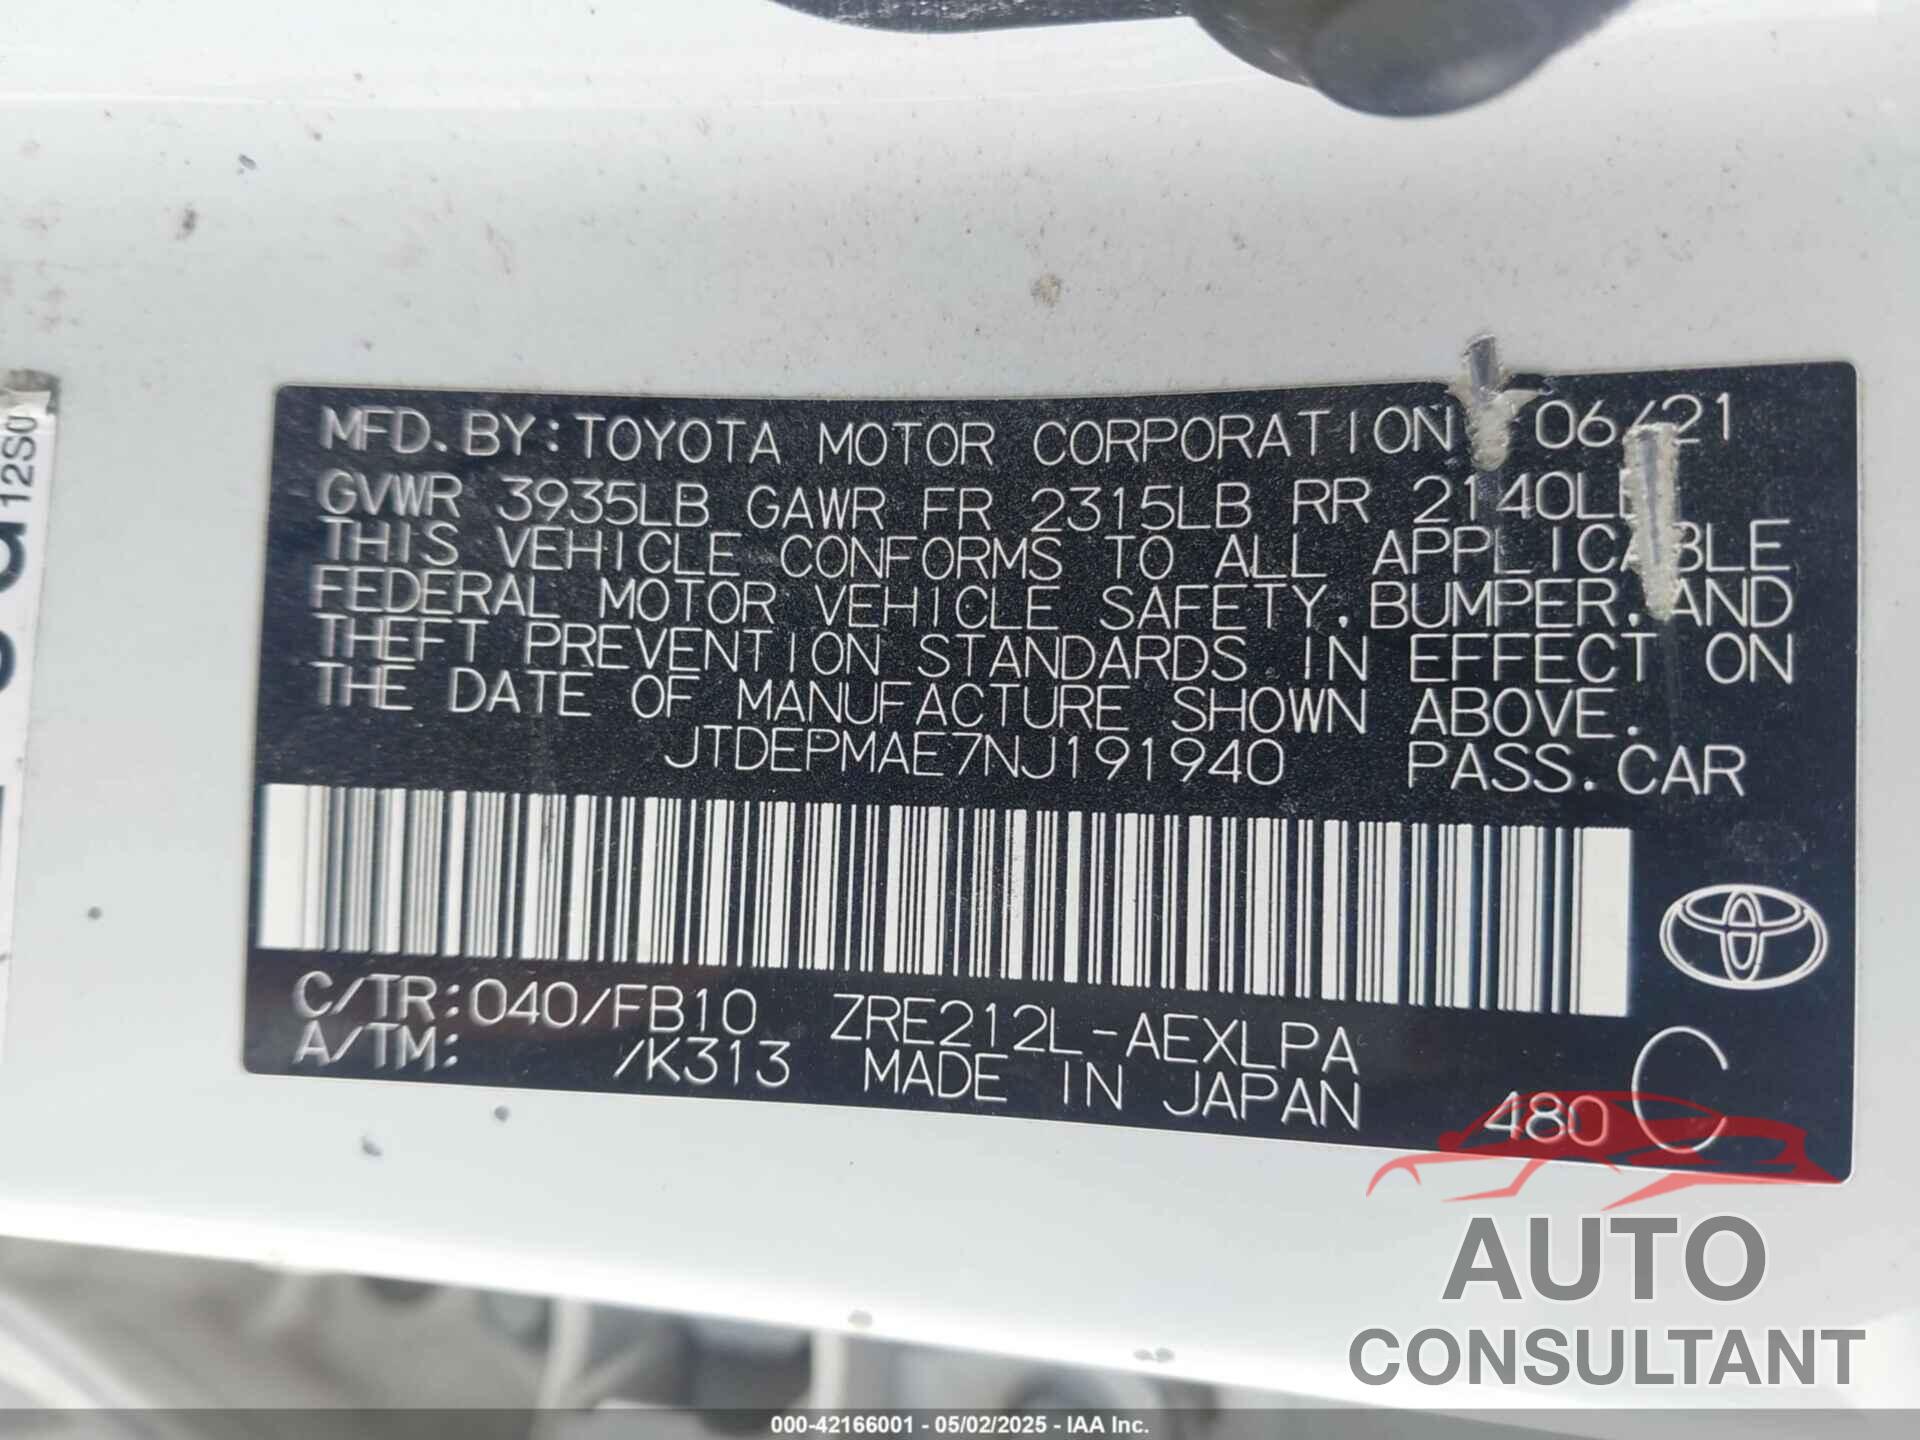 MFD. BY: TOYOTA MOTOR CORPORATION 06/21
GVWR 3935LB GAWR FR 2315LB RR 2140LB
THIS VEHICLE CONFORMS TO ALL APPLICABLE
FEDERAL MOTOR VEHICLE SAFETY, BUMPER, AND
THEFT PREVENTION STANDARDS IN EFFECT ON
THE DATE OF MANUFACTURE SHOWN ABOVE.
JTDEPMAE7NJ191940 PASS. CAR
C/TR: 040/FB10 ZRE212L-AEXLPA
A/TM: /K313 MADE IN JAPAN
480 C
AUTO
CONSULTANT
000-42166001 - 05/02/2025 - IAA Inc.